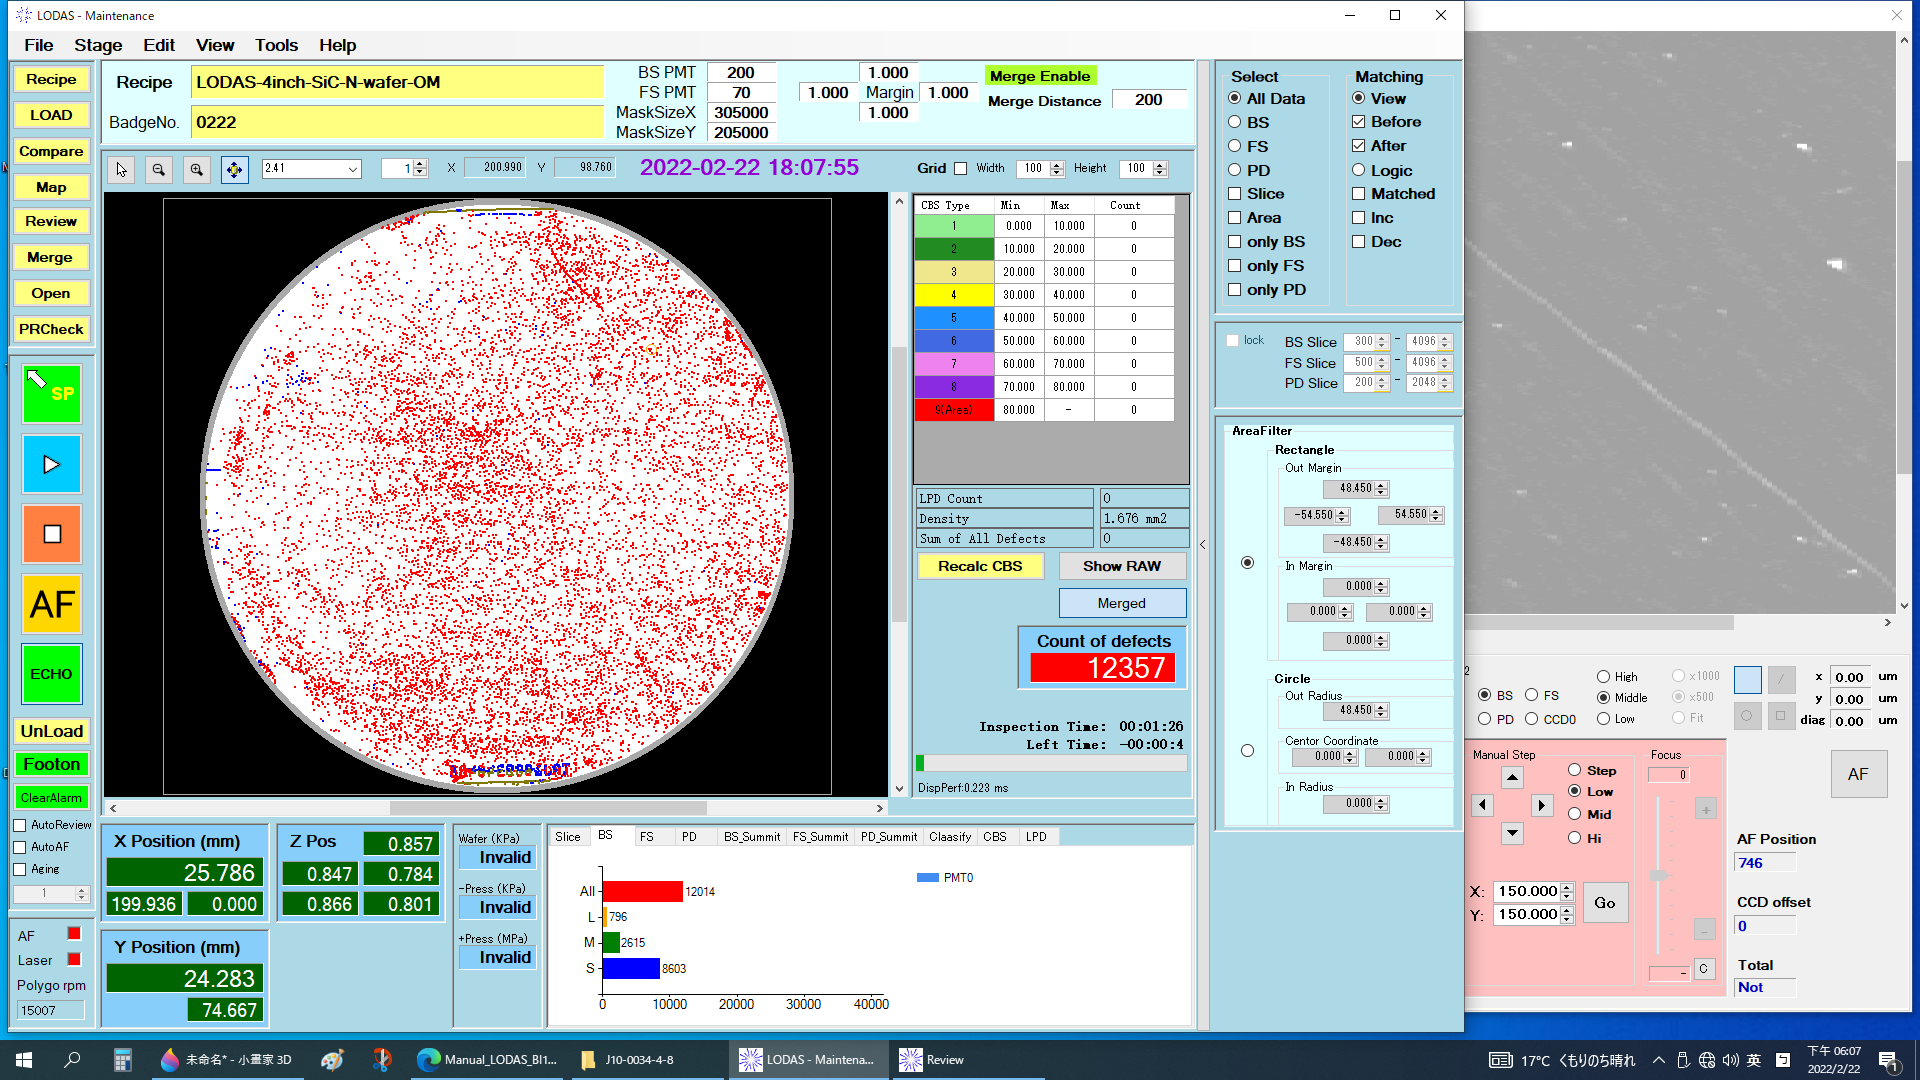 LODAS - Maintenance
File Stage Edit View Tools Help
Recipe
LOAD
Compare
Map
Review
Merge
Open
PRCheck
SP
AF
ECHO
UnLoad
Footon
ClearAlarm
AutoReview
AutoAF
Aging
1
AF
Laser
Polygo rpm
15007
Recipe LODAS-4inch-SiC-N-wafer-OM
BadgeNo. 0222
BS PMT 200
FS PMT 70
MaskSizeX 305000
MaskSizeY 205000
1.000
1.000 Margin 1.000
1.000
Merge Enable
Merge Distance 200
2.41 1 X 200.990 Y 98.760 2022-02-22 18:07:55 Grid Width 100 Height 100
CBS Type Min Max Count
1 0.000 10.000 0
2 10.000 20.000 0
3 20.000 30.000 0
4 30.000 40.000 0
5 40.000 50.000 0
6 50.000 60.000 0
7 60.000 70.000 0
8 70.000 80.000 0
9(Area) 80.000 - 0
LPD Count 0
Density 1.676 mm2
Sum of All Defects 0
Recalc CBS Show RAW
Merged
Count of defects
12357
Inspection Time: 00:01:26
Left Time: -00:00:4
DispPerf:0.223 ms
X Position (mm)
25.786
199.936 0.000
Y Position (mm)
24.283
74.667
Z Pos 0.857
0.847 0.784
0.866 0.801
Wafer (KPa)
Invalid
-Press (KPa)
Invalid
+Press (MPa)
Invalid
Slice BS FS PD BS_Summit FS_Summit PD_Summit Claasify CBS LPD
All 12014
L 796
M 2615
S 8603
0 10000 20000 30000 40000
PMT0
Select
All Data
BS
FS
PD
Slice
Area
only BS
only FS
only PD
Matching
View
Before
After
Logic
Matched
Inc
Dec
lock
BS Slice 300 - 4096
FS Slice 500 - 4096
PD Slice 200 - 2048
AreaFilter
Rectangle
Out Margin
48.450
-54.550 54.550
-48.450
In Margin
0.000
0.000 0.000
0.000
Circle
Out Radius
48.450
Centor Coordinate
0.000 0.000
In Radius
0.000
2
BS FS
PD CCD0
High
Middle
Low
x1000
x500
Fit
x 0.00 um
y 0.00 um
diag 0.00 um
Manual Step
Step
Low
Mid
Hi
X: 150.000
Y: 150.000
Go
Focus
0
+
-
- C
AF
AF Position
746
CCD offset
0
Total
Not
未命名* - 小畫家 3D
Manual_LODAS_BI1...
J10-0034-4-8
LODAS - Maintena...
Review
17°C くもりのち晴れ
英
下午 06:07
2022/2/22
1